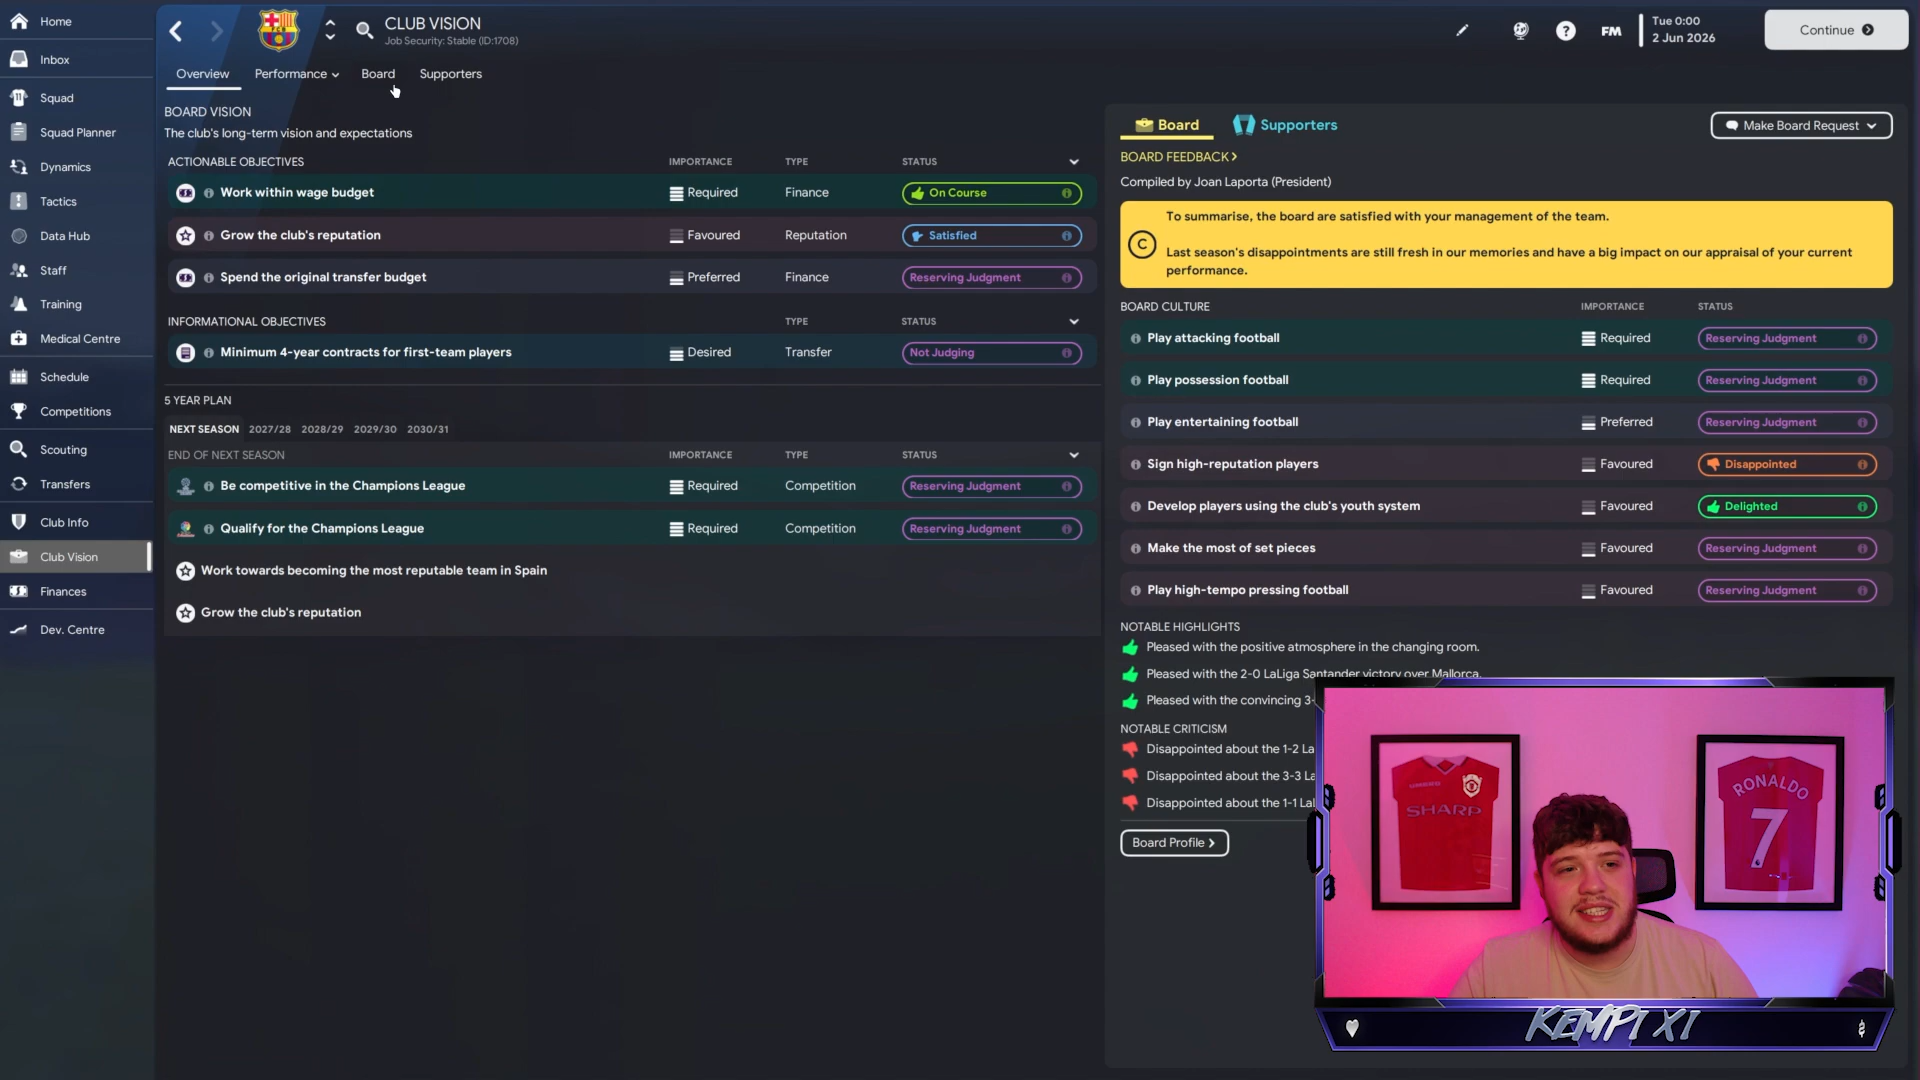 Home
Inbox
Squad
Squad Planner
Dynamics
Tactics
Data Hub
Staff
Training
Medical Centre
Schedule
Competitions
Scouting
Transfers
Club Info
Club Vision
Finances
Dev. Centre
CLUB VISION
Job Security: Stable (ID:1708)
FM
Tue 0:00
2 Jun 2026
Continue
Overview Performance Board Supporters
BOARD VISION
The club's long-term vision and expectations
ACTIONABLE OBJECTIVES IMPORTANCE TYPE STATUS
Work within wage budget Required Finance On Course
Grow the club's reputation Favoured Reputation Satisfied
Spend the original transfer budget Preferred Finance Reserving Judgment
INFORMATIONAL OBJECTIVES TYPE STATUS
Minimum 4-year contracts for first-team players Desired Transfer Not Judging
5 YEAR PLAN
NEXT SEASON 2027/28 2028/29 2029/30 2030/31
END OF NEXT SEASON IMPORTANCE TYPE STATUS
Be competitive in the Champions League Required Competition Reserving Judgment
Qualify for the Champions League Required Competition Reserving Judgment
Work towards becoming the most reputable team in Spain
Grow the club's reputation
Board Supporters
Make Board Request
BOARD FEEDBACK
Compiled by Joan Laporta (President)
C
To summarise, the board are satisfied with your management of the team.
Last season's disappointments are still fresh in our memories and have a big impact on our appraisal of your current
performance.
BOARD CULTURE IMPORTANCE STATUS
Play attacking football Required Reserving Judgment
Play possession football Required Reserving Judgment
Play entertaining football Preferred Reserving Judgment
Sign high-reputation players Favoured Disappointed
Develop players using the club's youth system Favoured Delighted
Make the most of set pieces Favoured Reserving Judgment
Play high-tempo pressing football Favoured Reserving Judgment
NOTABLE HIGHLIGHTS
Pleased with the positive atmosphere in the changing room.
Pleased with the 2-0 LaLiga Santander victory over Mallorca.
Pleased with the convincing 3-
NOTABLE CRITICISM
Disappointed about the 1-2 La
Disappointed about the 3-3 La
Disappointed about the 1-1 LaL
Board Profile
UMBRO
SHARP
RONALDO
7
KEMPI XI